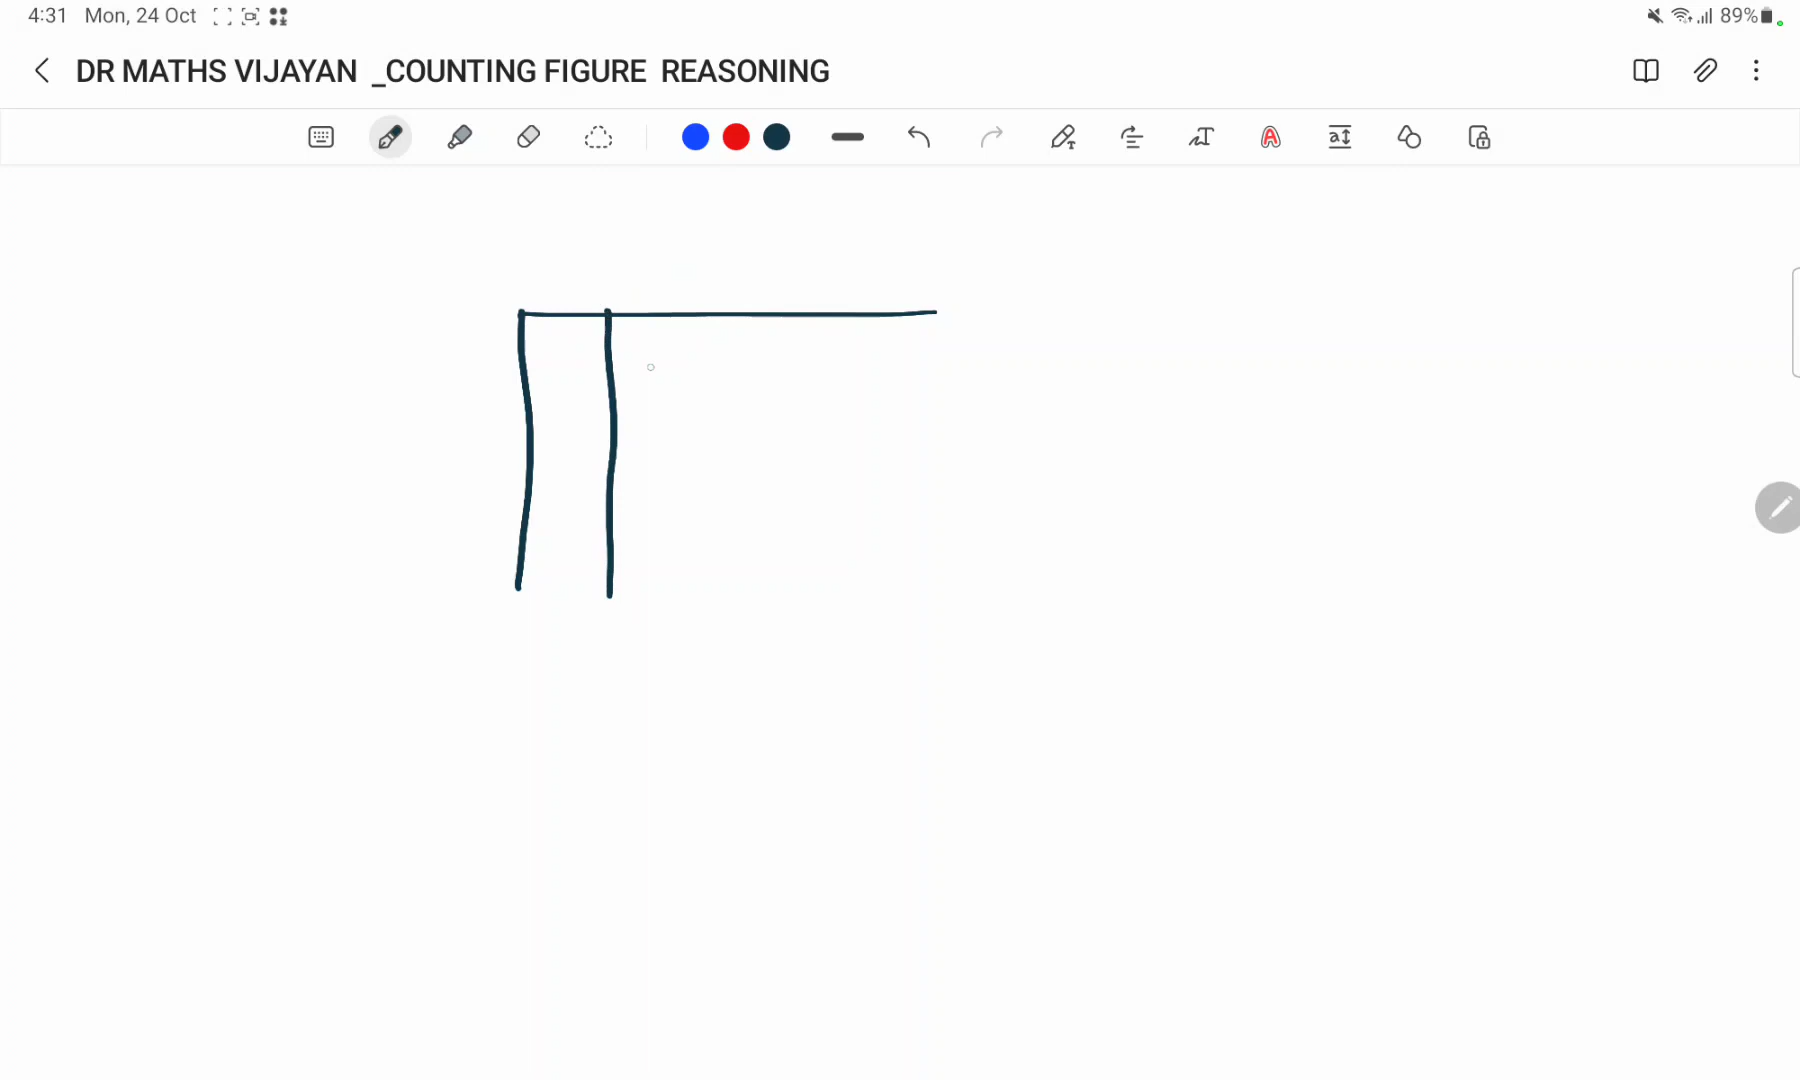 4:31 Mon, 24 Oct 89%
DR MATHS VIJAYAN _COUNTING FIGURE REASONING